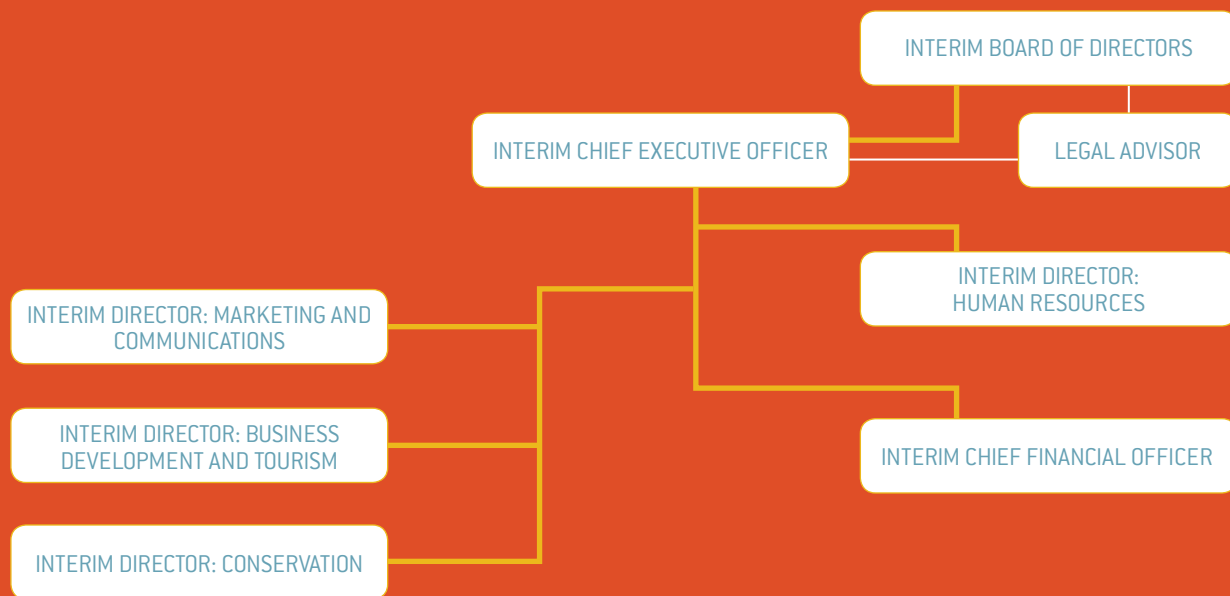 INTERIM BOARD OF DIRECTORS
INTERIM CHIEF EXECUTIVE OFFICER
LEGAL ADVISOR
INTERIM DIRECTOR:
HUMAN RESOURCES
INTERIM DIRECTOR: MARKETING AND
COMMUNICATIONS
INTERIM DIRECTOR: BUSINESS
DEVELOPMENT AND TOURISM
INTERIM CHIEF FINANCIAL OFFICER
INTERIM DIRECTOR: CONSERVATION